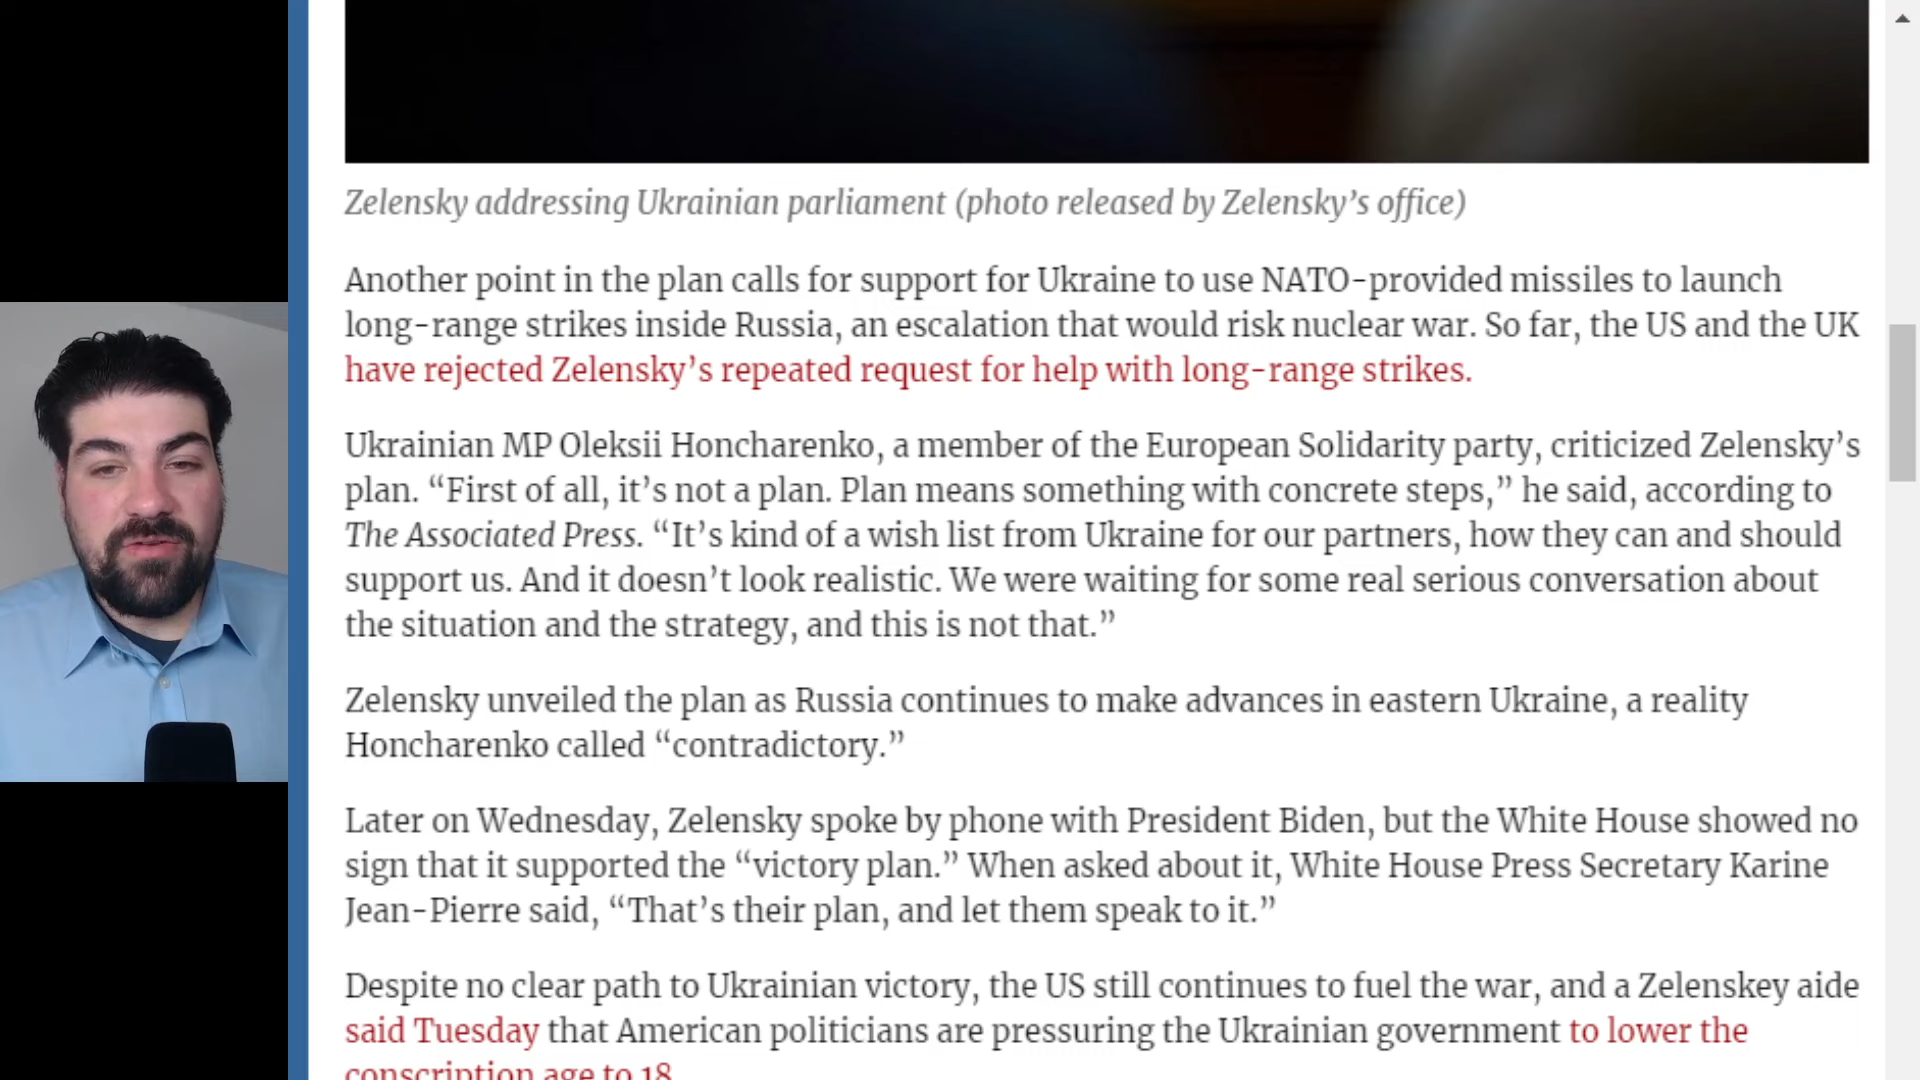 Zelensky addressing Ukrainian parliament (photo released by Zelensky’s office)
Another point in the plan calls for support for Ukraine to use NATO-provided missiles to launch
long-range strikes inside Russia, an escalation that would risk nuclear war. So far, the US and the UK
have rejected Zelensky’s repeated request for help with long-range strikes.
Ukrainian MP Oleksii Honcharenko, a member of the European Solidarity party, criticized Zelensky’s
plan. “First of all, it’s not a plan. Plan means something with concrete steps,” he said, according to
The Associated Press. “It’s kind of a wish list from Ukraine for our partners, how they can and should
support us. And it doesn’t look realistic. We were waiting for some real serious conversation about
the situation and the strategy, and this is not that.”
Zelensky unveiled the plan as Russia continues to make advances in eastern Ukraine, a reality
Honcharenko called “contradictory.”
Later on Wednesday, Zelensky spoke by phone with President Biden, but the White House showed no
sign that it supported the “victory plan.” When asked about it, White House Press Secretary Karine
Jean-Pierre said, “That’s their plan, and let them speak to it.”
Despite no clear path to Ukrainian victory, the US still continues to fuel the war, and a Zelenskey aide
said Tuesday that American politicians are pressuring the Ukrainian government to lower the
conscription age to 18